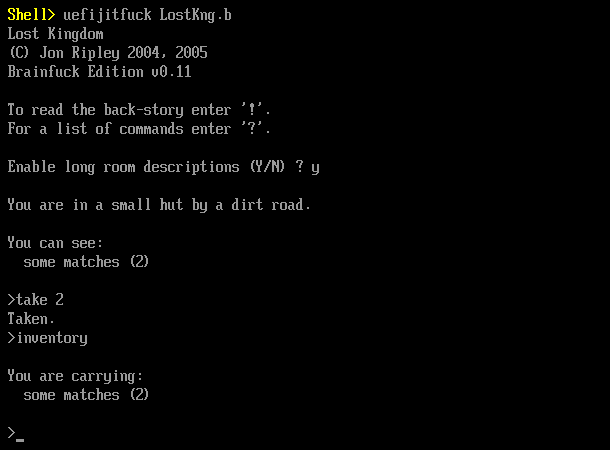 Shell> uefijitfuck LostKng.b
Lost Kingdom
(C) Jon Ripley 2004, 2005
Brainfuck Edition v0.11
To read the back-story enter '!'.
For a list of commands enter '?'.
Enable long room descriptions (Y/N) ? y
You are in a small hut by a dirt road.
You can see:
some matches (2)
>take 2
Taken.
>inventory
You are carrying:
some matches (2)
>_